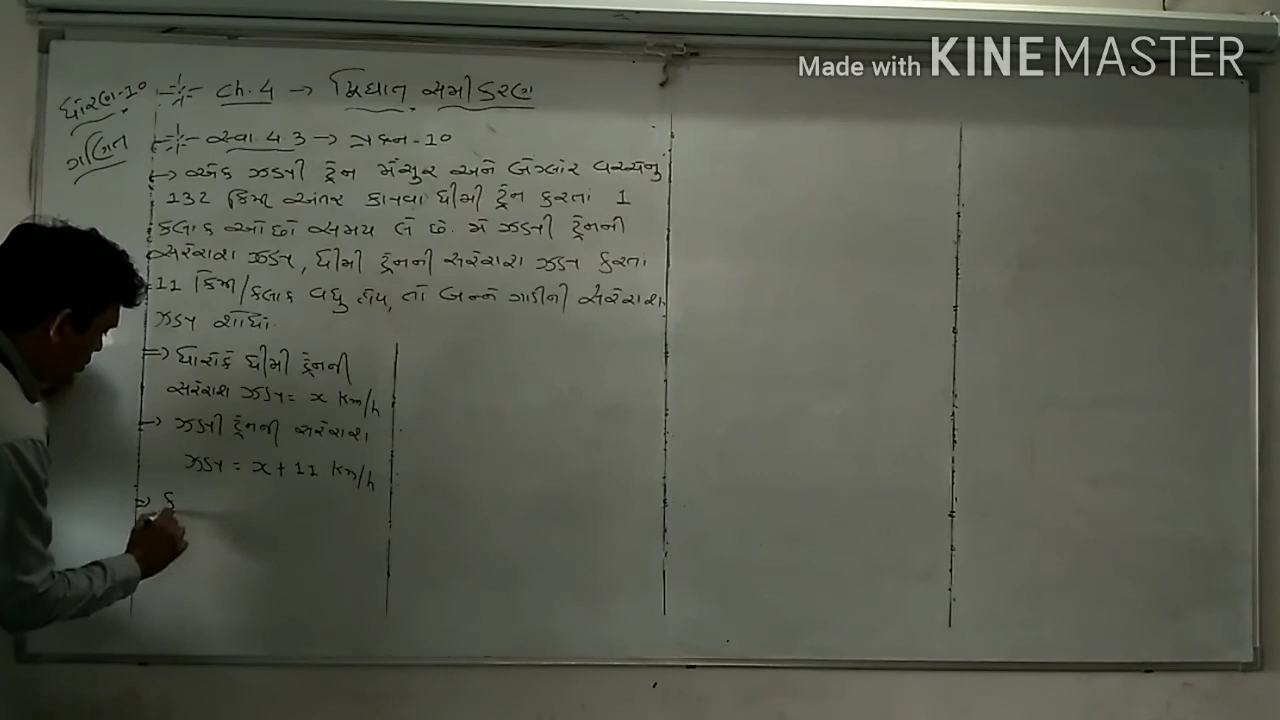 Made with KINEMASTER
ધોરણ-10
ગણિત
Ch.4 → દ્વિઘાત સમીકરણ
સ્વા. 4.3 → પ્રશ્ન-10
→ એક ઝડપી ટ્રેન મૈસુર અને બેંગ્લોર વચ્ચેનું
132 કિમી અંતર કાપવા ધીમી ટ્રેન કરતાં 1
કલાક ઓછો સમય લે છે. જો ઝડપી ટ્રેનની
સરેરાશ ઝડપ, ધીમી ટ્રેનની સરેરાશ ઝડપ કરતા
11 કિમી/કલાક વધુ હોય, તો બન્ને ગાડીની સરેરાશ
ઝડપ શોધો.
⇒ ધારોકે ધીમી ટ્રેનની
સરેરાશ ઝડપ = x Km/h
→ ઝડપી ટ્રેનની સરેરાશ
ઝડપ = x + 11 Km/h
⇒